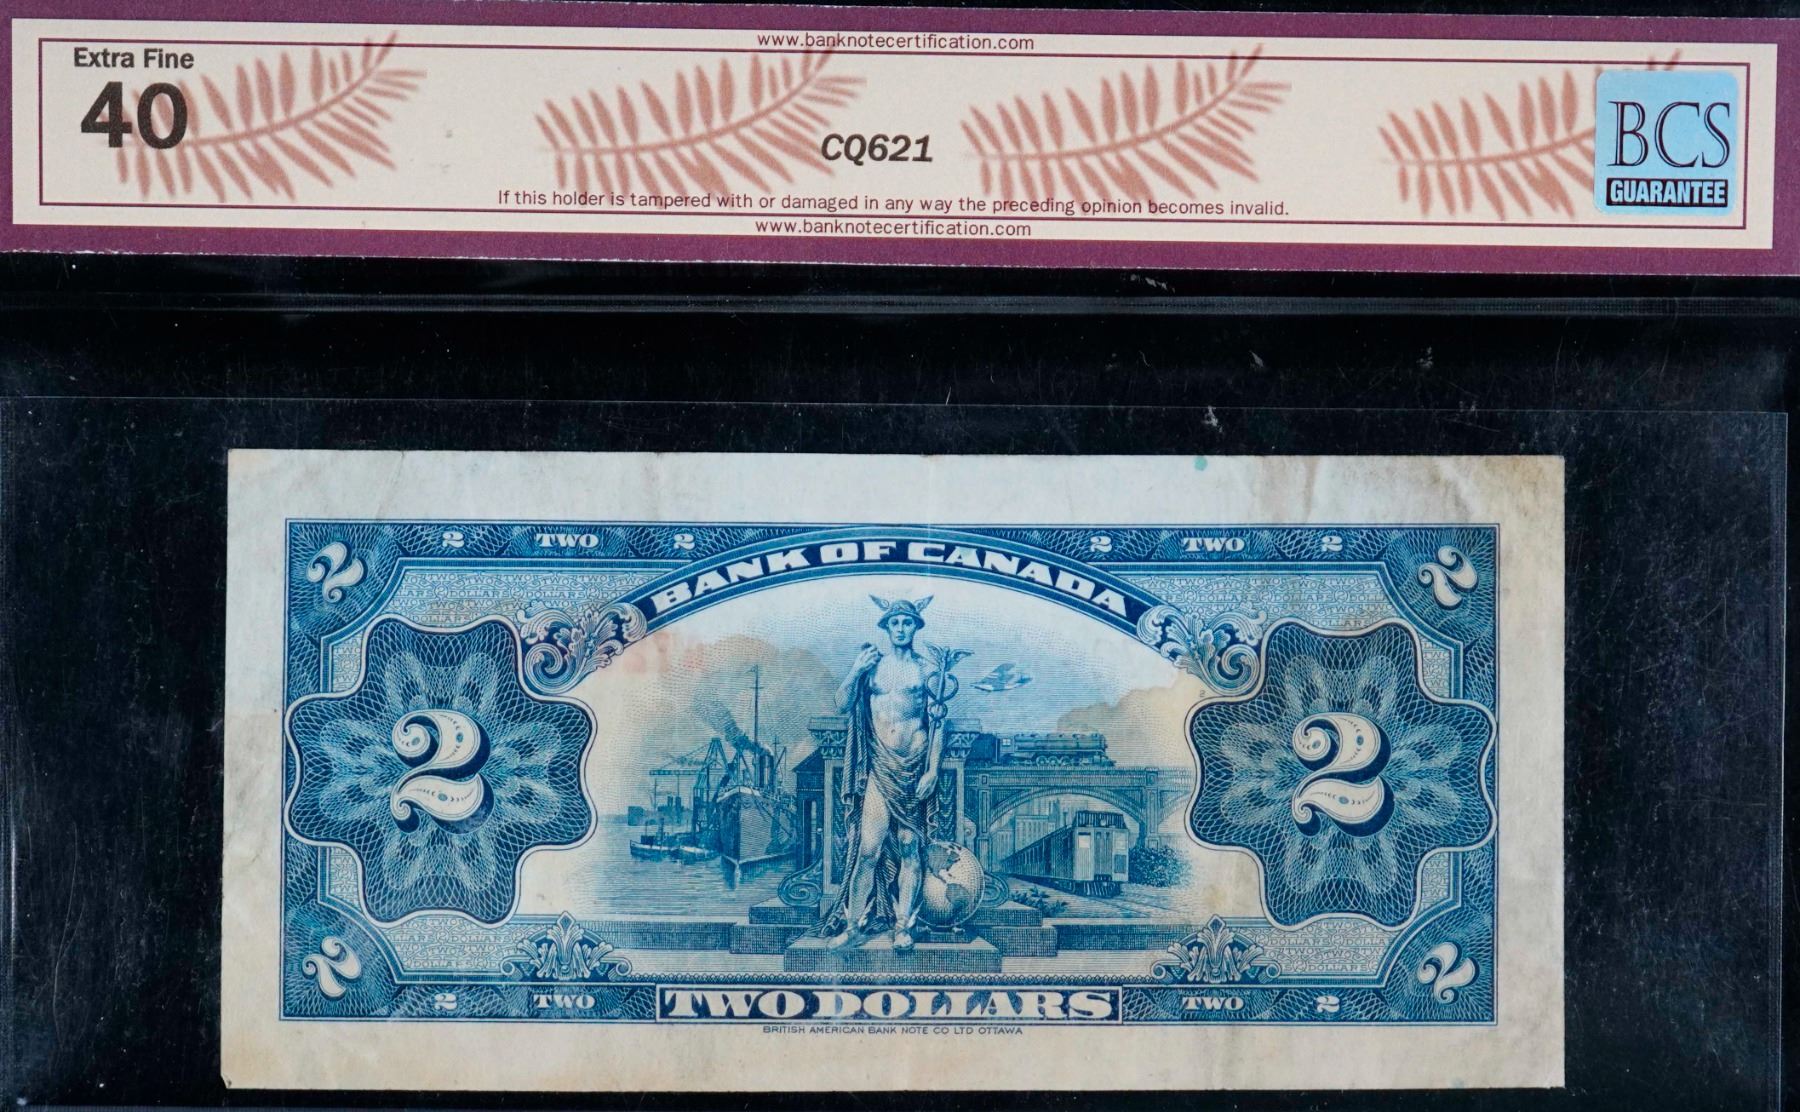 www.banknotecertification.com
Extra Fine
40
CQ621
BCS
GUARANTEE
If this holder is tampered with or damaged in any way the preceding opinion becomes invalid.
www.banknotecertification.com
2 2 TWO 2 2 TWO 2 2
BANK OF CANADA
2 2
2 2 TWO TWO DOLLARS TWO 2 2
BRITISH AMERICAN BANK NOTE CO LTD OTTAWA